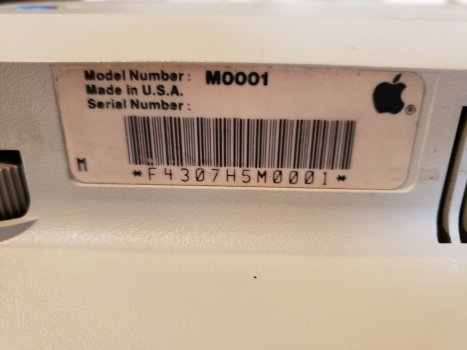 Model Number: M0001
Made in U.S.A.
Serial Number:
®
M
*F4307H5M0001*